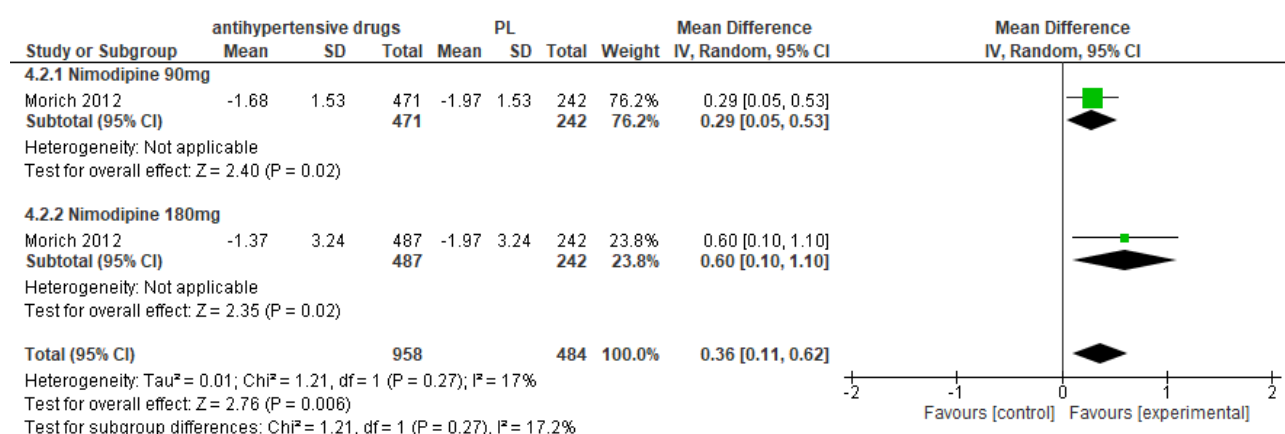 antihypertensive drugs PL Mean Difference Mean Difference
Study or Subgroup Mean SD Total Mean SD Total Weight IV, Random, 95% CI IV, Random, 95% CI
4.2.1 Nimodipine 90mg
Morich 2012 -1.68 1.53 471 -1.97 1.53 242 76.2% 0.29 [0.05, 0.53]
Subtotal (95% CI) 471 242 76.2% 0.29 [0.05, 0.53]
Heterogeneity: Not applicable
Test for overall effect: Z = 2.40 (P = 0.02)
4.2.2 Nimodipine 180mg
Morich 2012 -1.37 3.24 487 -1.97 3.24 242 23.8% 0.60 [0.10, 1.10]
Subtotal (95% CI) 487 242 23.8% 0.60 [0.10, 1.10]
Heterogeneity: Not applicable
Test for overall effect: Z = 2.35 (P = 0.02)
Total (95% CI) 958 484 100.0% 0.36 [0.11, 0.62]
Heterogeneity: Tau² = 0.01; Chi² = 1.21, df = 1 (P = 0.27); I² = 17%
Test for overall effect: Z = 2.76 (P = 0.006)
Test for subgroup differences: Chi² = 1.21, df = 1 (P = 0.27), I² = 17.2%
-2 -1 0 1 2
Favours [control] Favours [experimental]